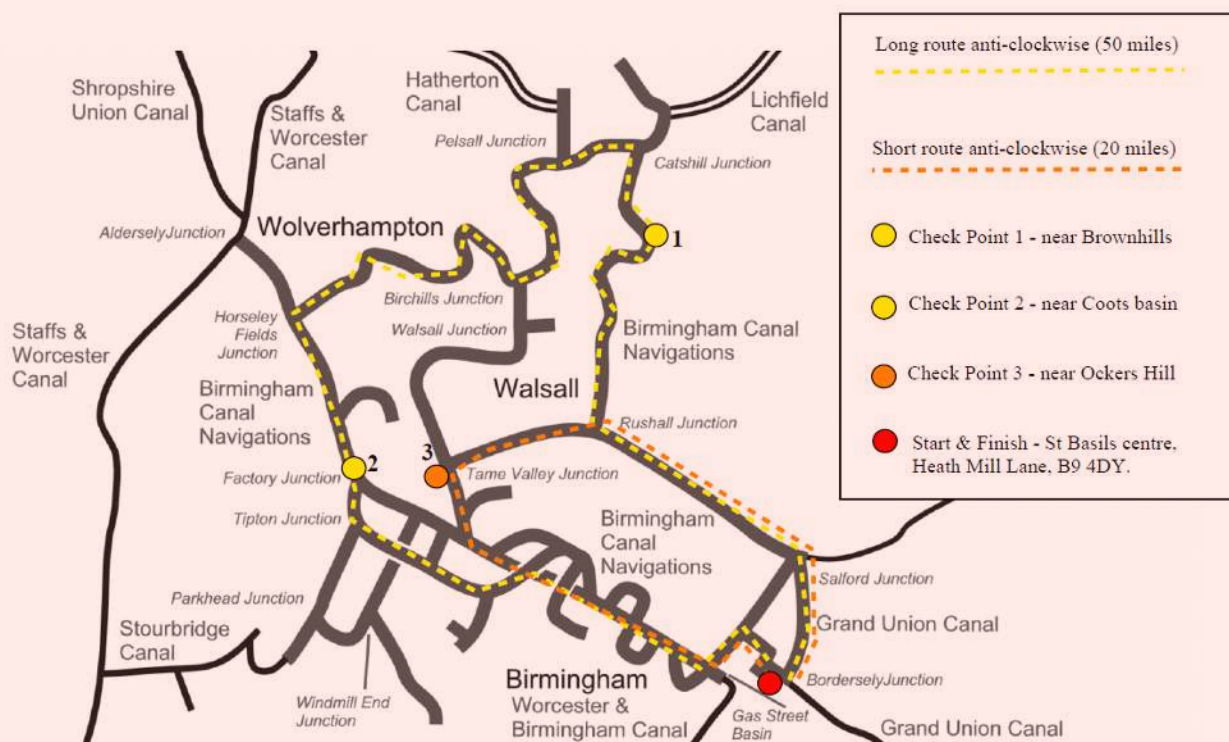 Long route anti-clockwise (50 miles)
Short route anti-clockwise (20 miles)
Check Point 1 - near Brownhills
Check Point 2 - near Coots basin
Check Point 3 - near Ockers Hill
Start & Finish - St Basils centre,
Heath Mill Lane, B9 4DY.
Shropshire
Union Canal
Staffs &
Worcester
Canal
Hatherton
Canal
Lichfield
Canal
Pelsall Junction
Catshill Junction
Wolverhampton
AlderselyJunction
1
Birchills Junction
Horseley
Fields
Junction
Walsall Junction
Birmingham Canal
Navigations
Staffs &
Worcester
Canal
Birmingham
Canal
Navigations
Walsall
Rushall Junction
2
3
Factory Junction
Tame Valley Junction
Tipton Junction
Birmingham
Canal
Navigations
Salford Junction
Parkhead Junction
Grand Union Canal
Stourbridge
Canal
Windmill End
Junction
Birmingham
Worcester &
Birmingham Canal
Gas Street
Basin
BorderselyJunction
Grand Union Canal